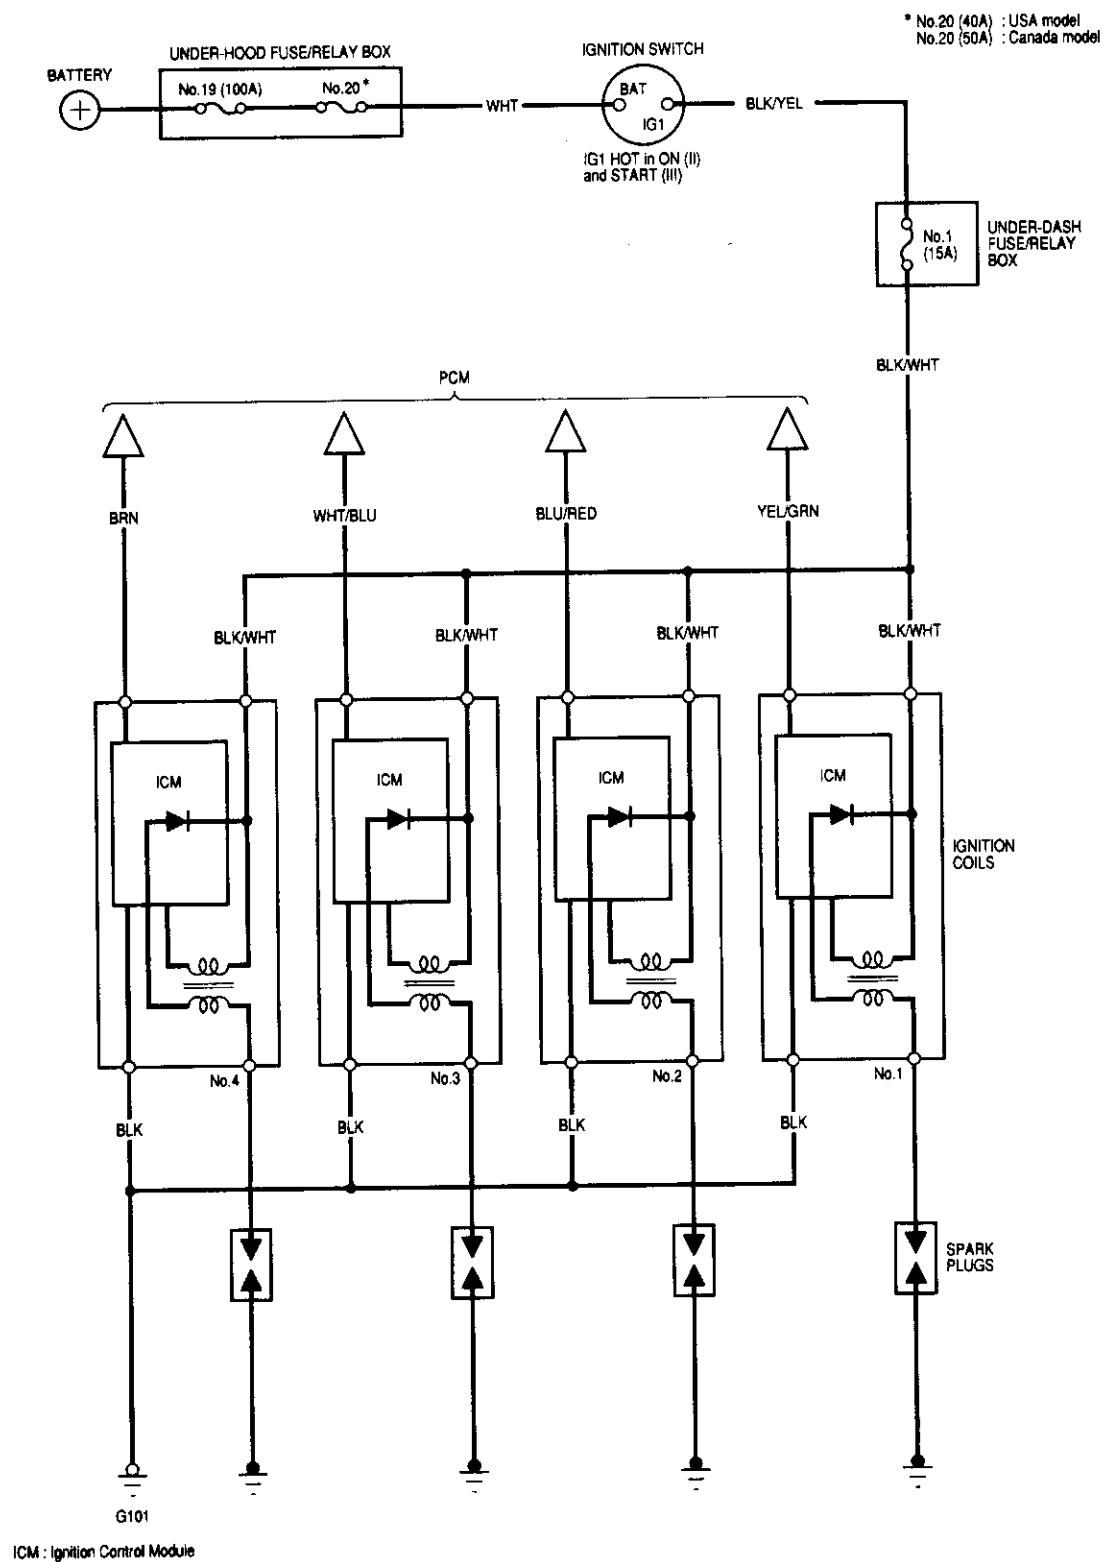 * No.20 (40A) : USA model
No.20 (50A) : Canada model
UNDER-HOOD FUSE/RELAY BOX
IGNITION SWITCH
BATTERY
No.19 (100A)
No.20 *
BAT
WHT
BLK/YEL
+
IG1
IG1 HOT in ON (II)
and START (III)
No.1
(15A)
UNDER-DASH
FUSE/RELAY
BOX
BLK/WHT
PCM
BRN
WHT/BLU
BLU/RED
YEL/GRN
BLK/WHT
BLK/WHT
BLK/WHT
BLK/WHT
ICM
ICM
ICM
ICM
IGNITION
COILS
No.4
No.3
No.2
No.1
BLK
BLK
BLK
BLK
SPARK
PLUGS
G101
ICM : Ignition Control Module